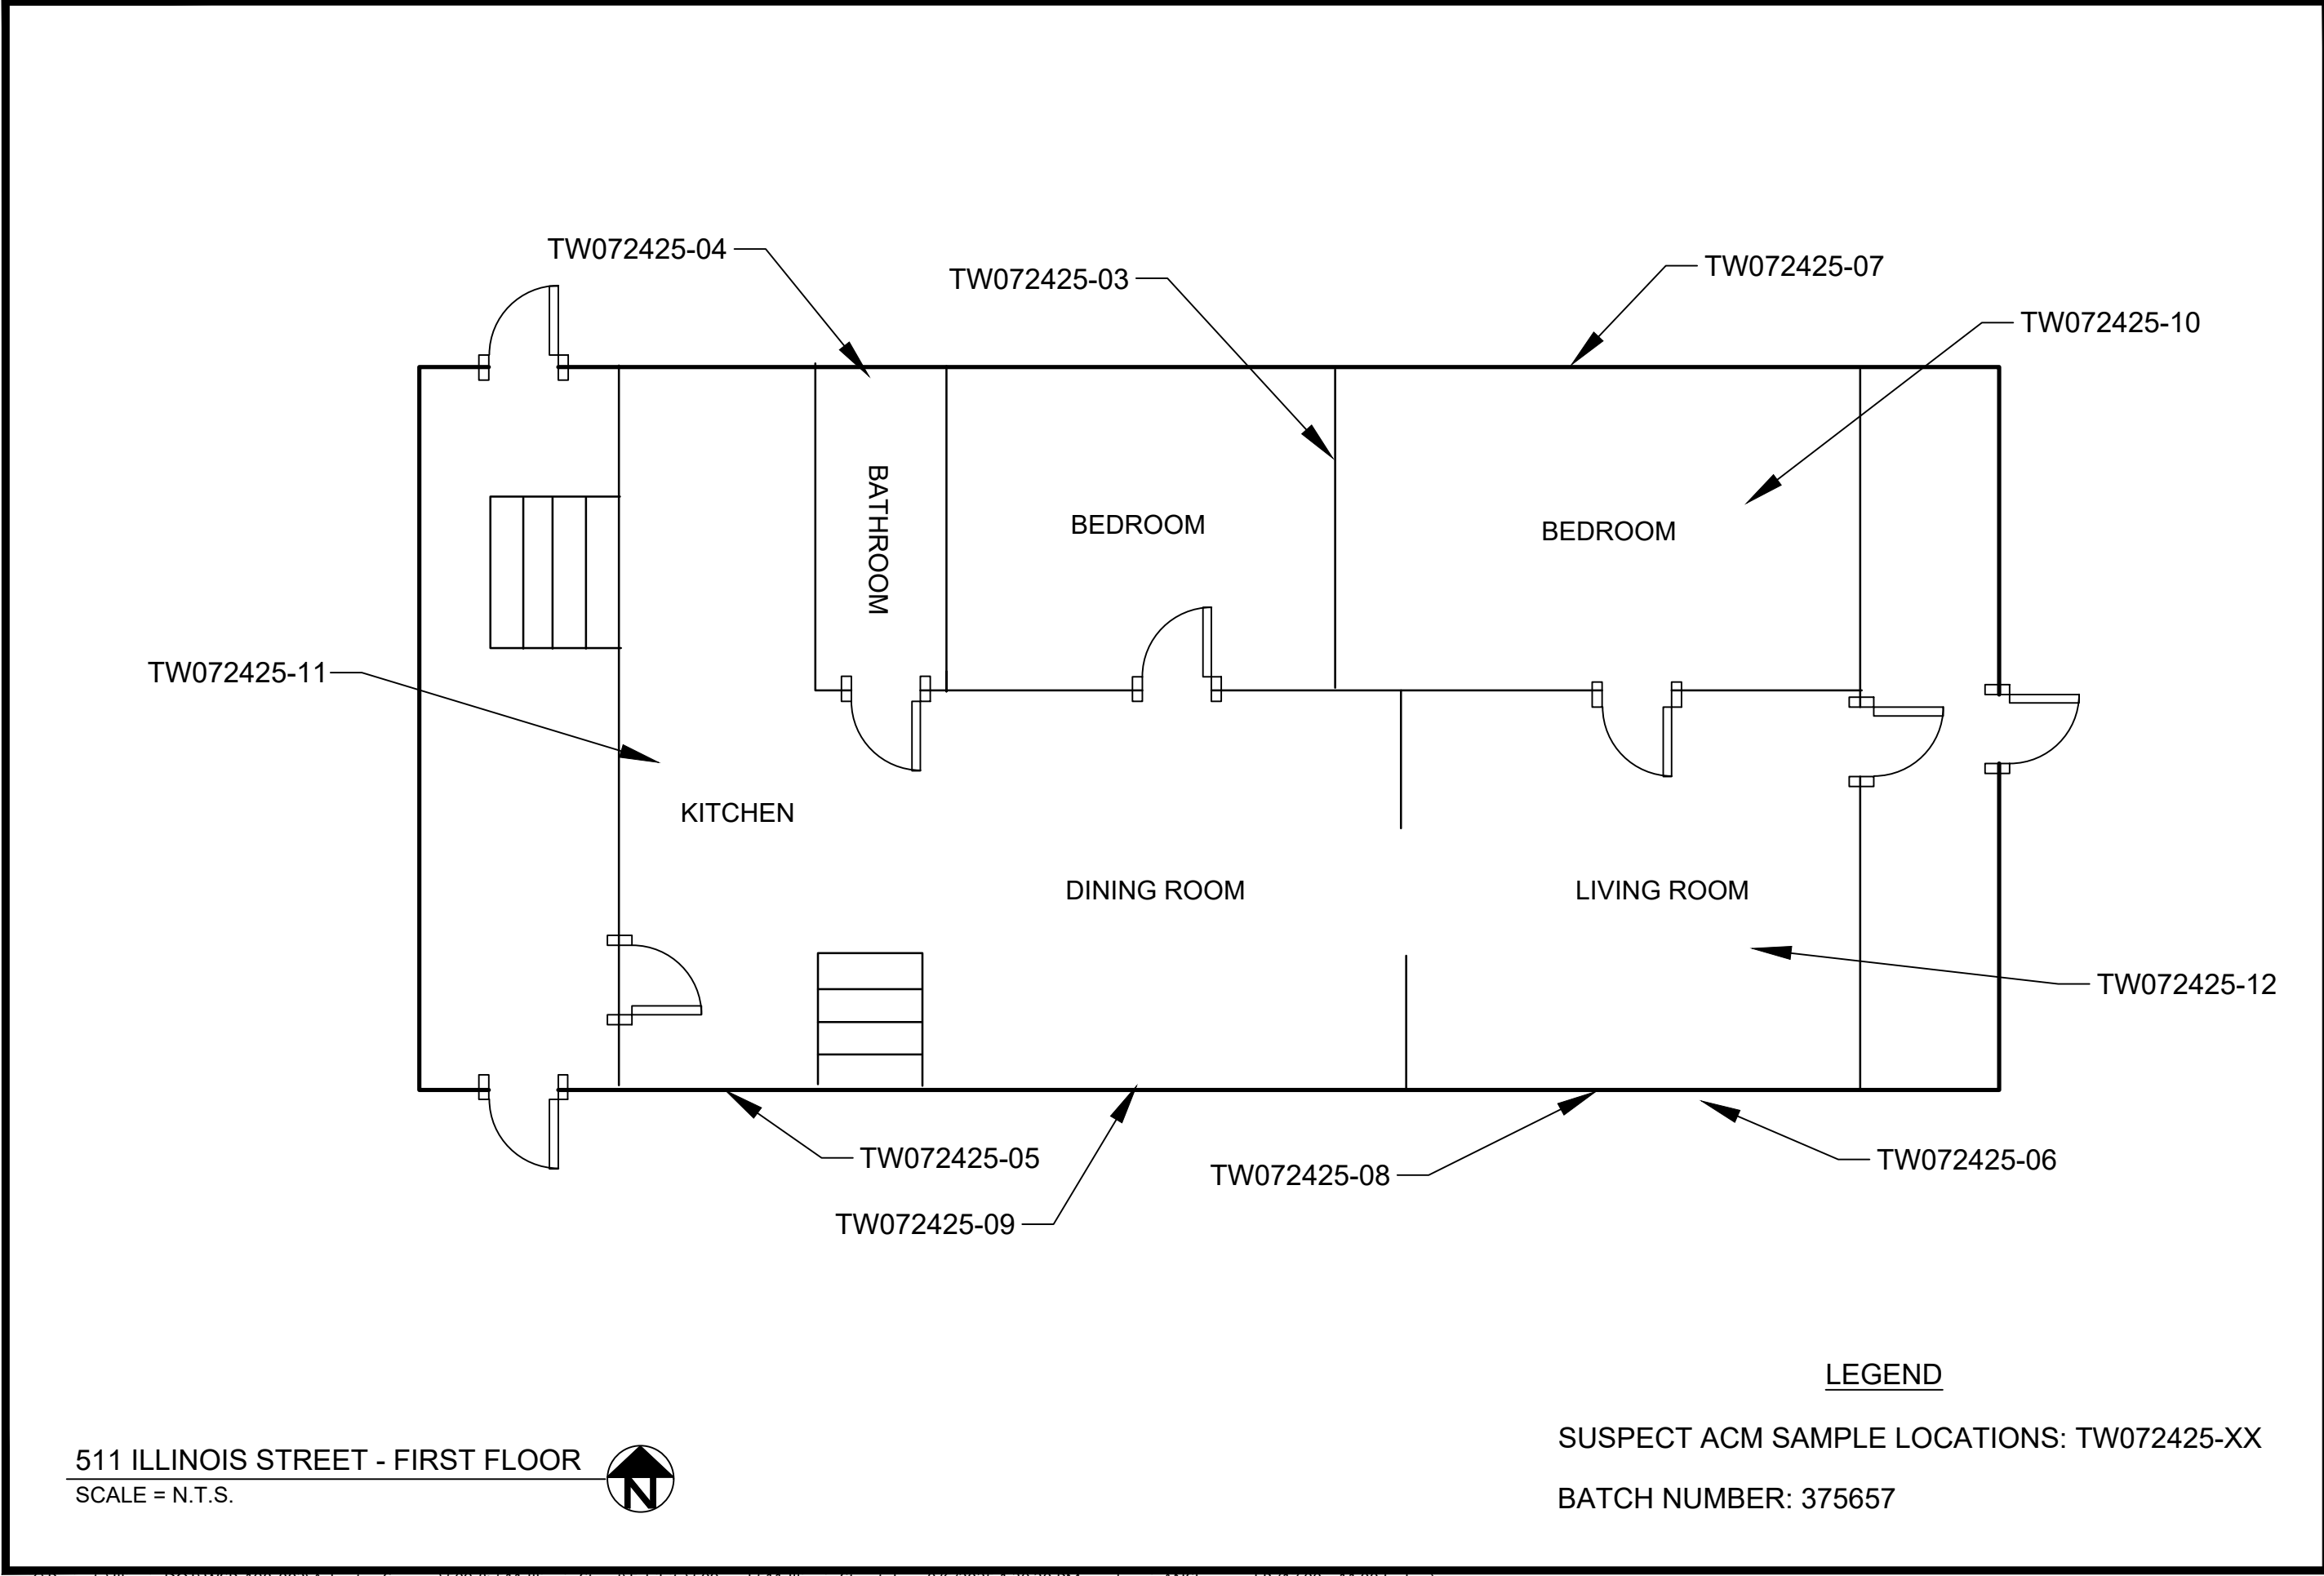 TW072425-04
TW072425-03
TW072425-07
TW072425-10
BATHROOM
BEDROOM
BEDROOM
TW072425-11
KITCHEN
DINING ROOM
LIVING ROOM
TW072425-12
TW072425-05
TW072425-08
TW072425-06
TW072425-09
LEGEND
SUSPECT ACM SAMPLE LOCATIONS: TW072425-XX
BATCH NUMBER: 375657
511 ILLINOIS STREET - FIRST FLOOR
SCALE = N.T.S.
N